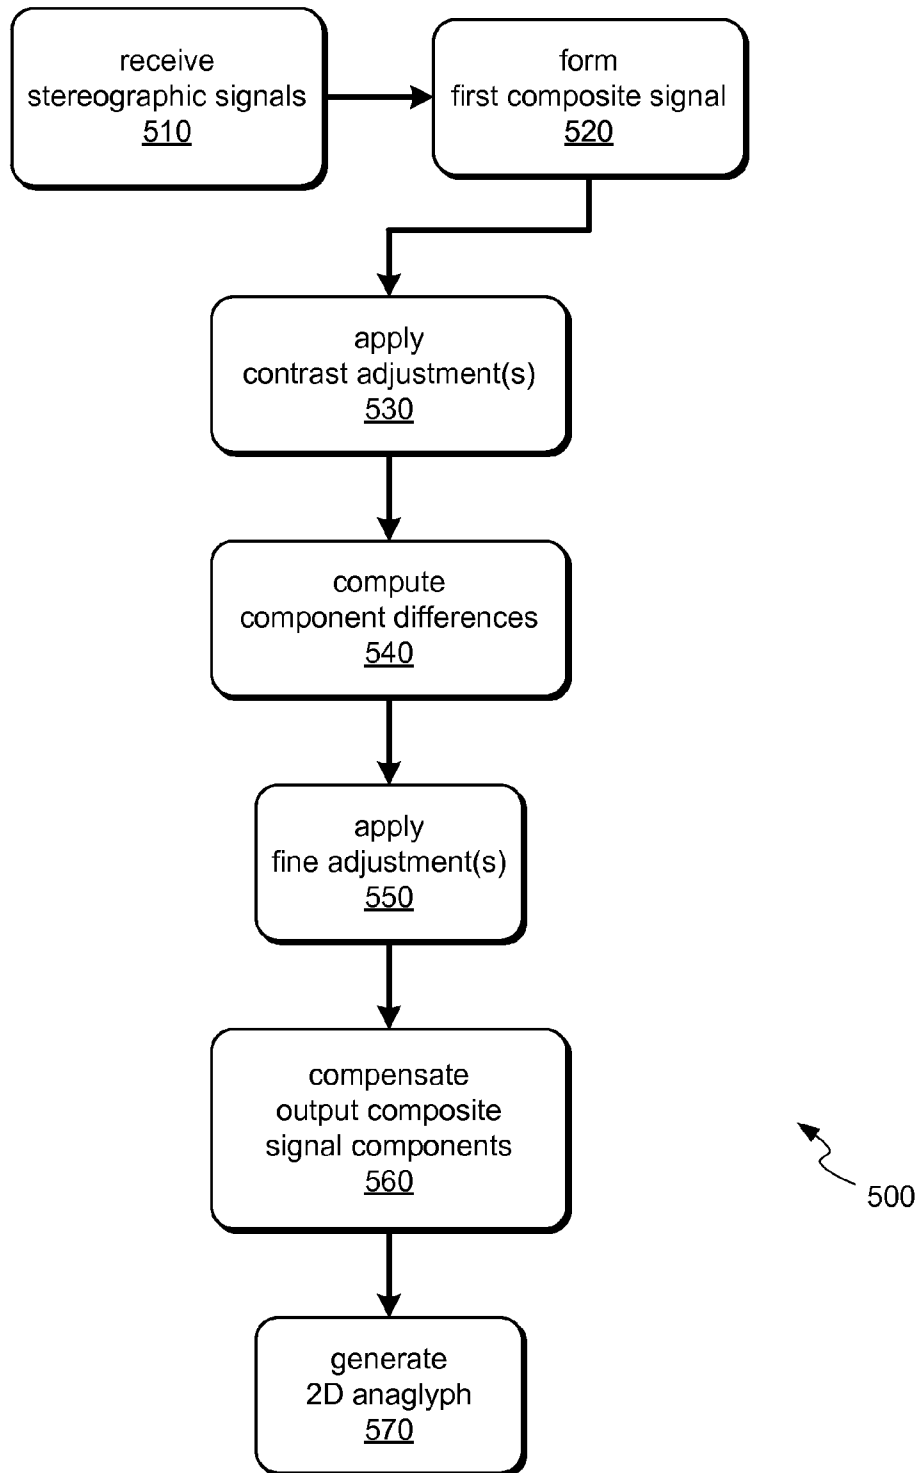 receive
stereographic signals
510
form
first composite signal
520
apply
contrast adjustment(s)
530
compute
component differences
540
apply
fine adjustment(s)
550
compensate
output composite
signal components
560
500
generate
2D anaglyph
570